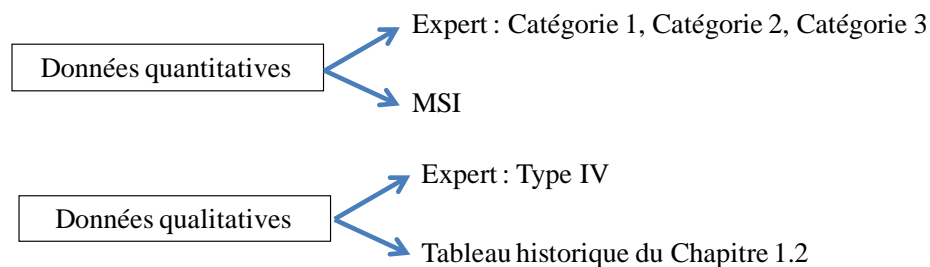 Expert : Catégorie 1, Catégorie 2, Catégorie 3
Données quantitatives
MSI
Expert : Type IV
Données qualitatives
Tableau historique du Chapitre 1.2